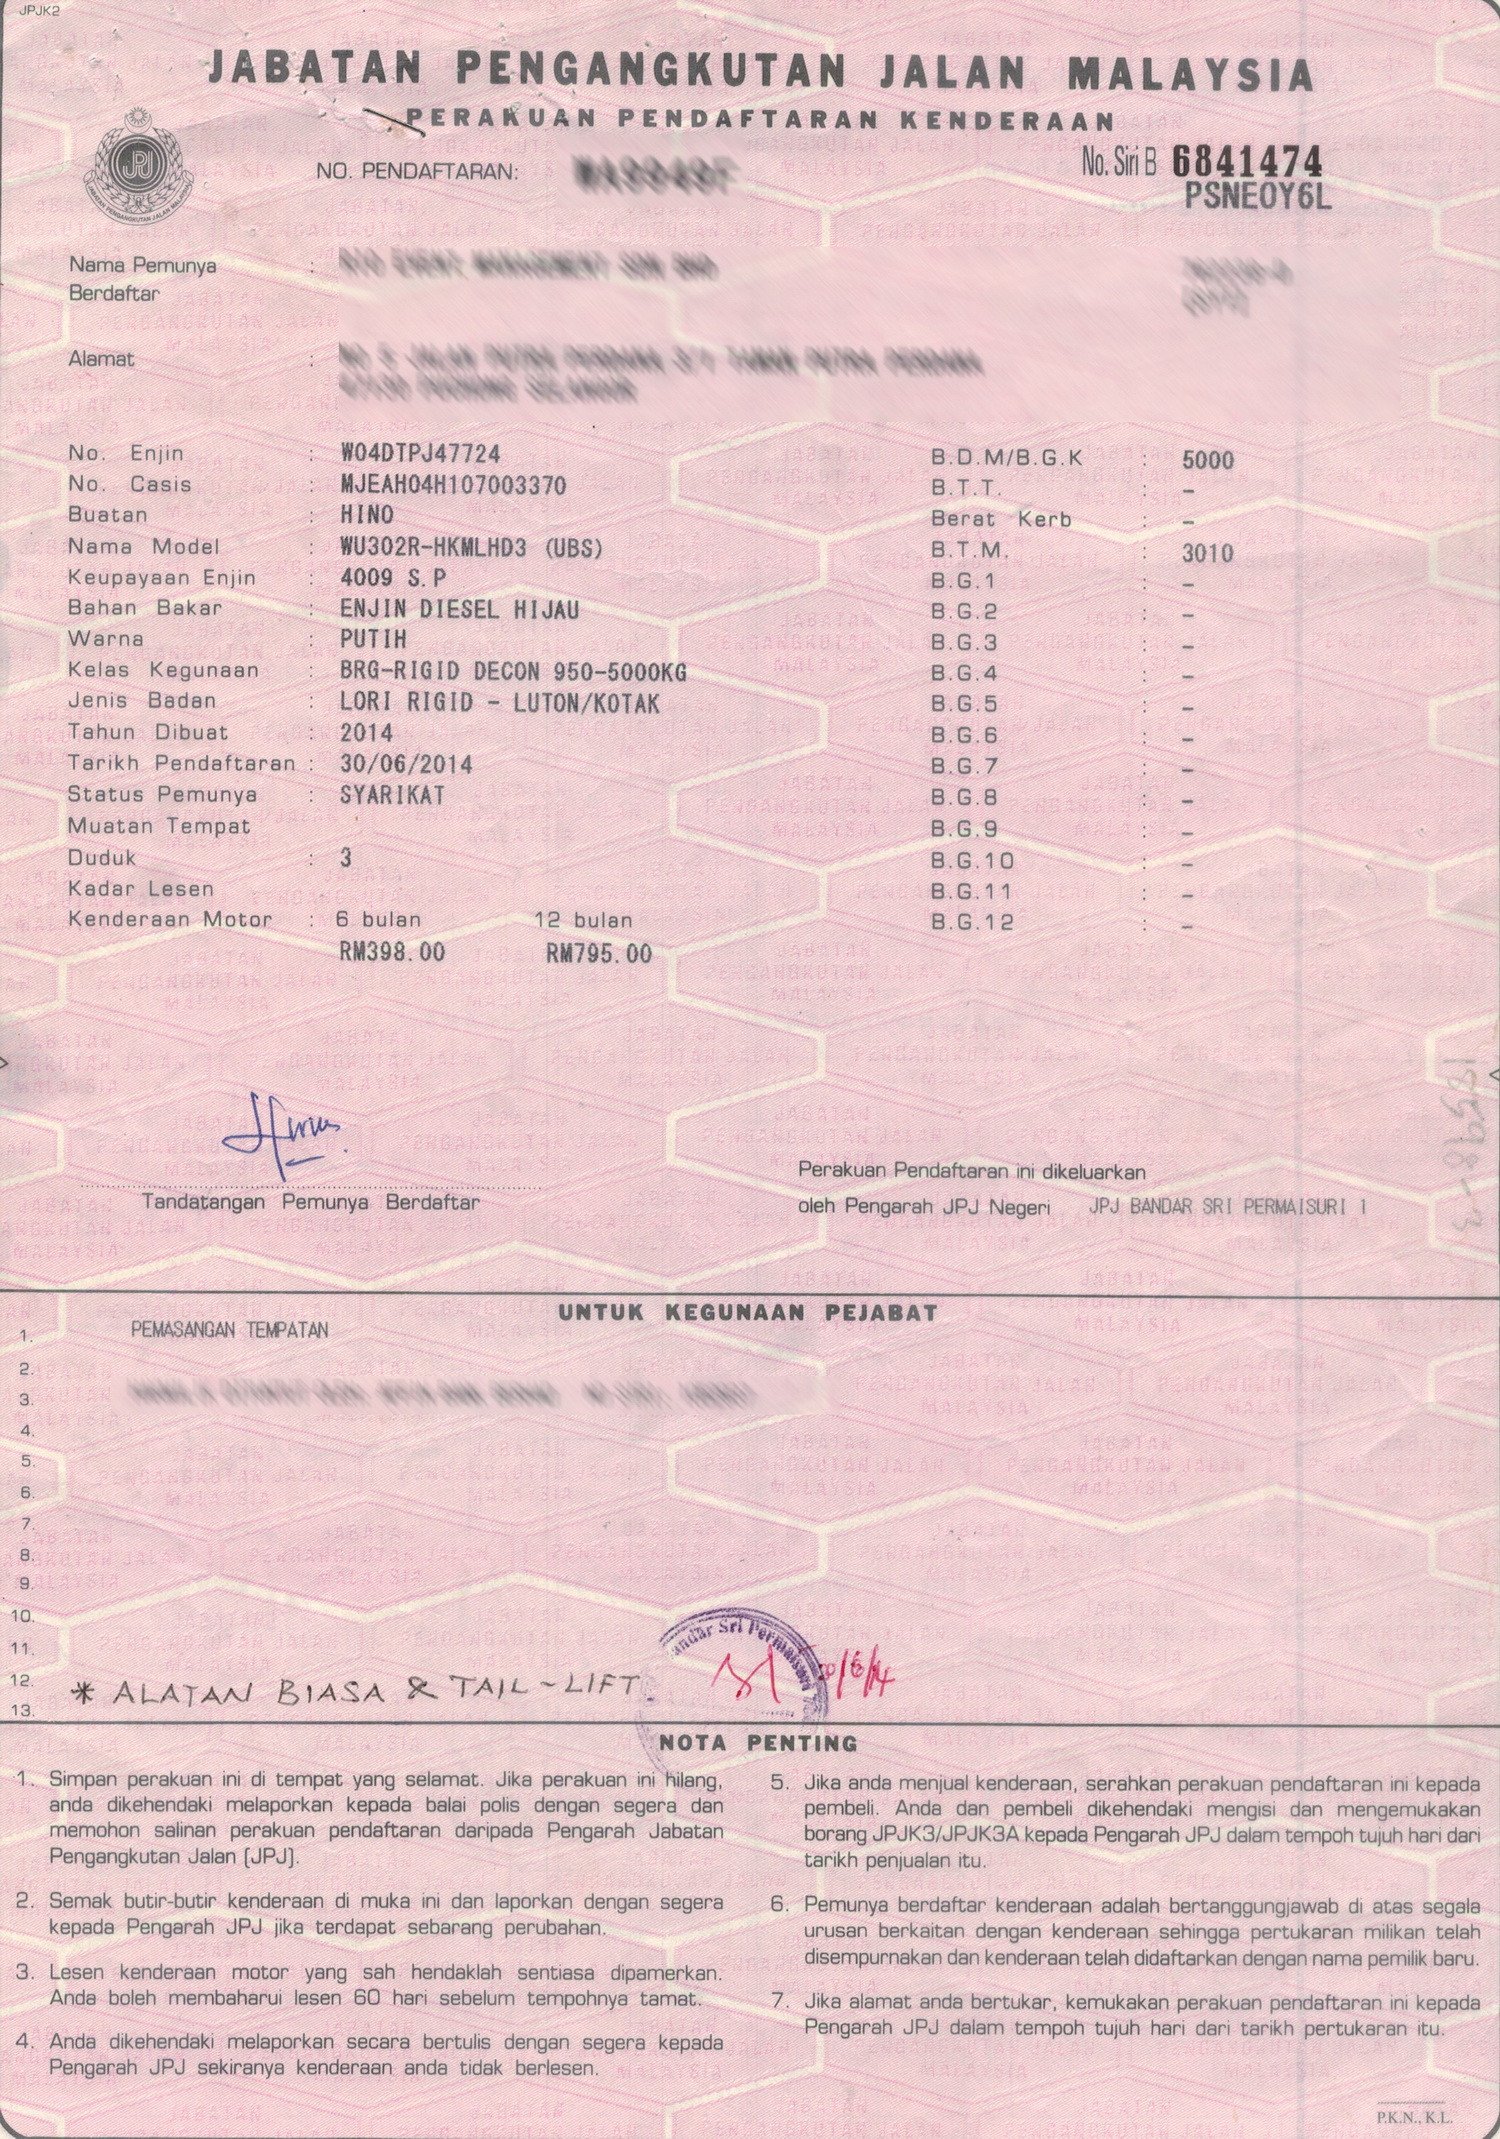 JPJK2
JABATAN PENGANGKUTAN JALAN MALAYSIA
PERAKUAN PENDAFTARAN KENDERAAN
JPJ
JABATAN PENGANGKUTAN JALAN MALAYSIA
NO. PENDAFTARAN:
No. Siri B 6841474
PSNEOY6L
Nama Pemunya :
Berdaftar
Alamat :
No. Enjin : W04DTPJ47724
No. Casis : MJEAH04H107003370
Buatan : HINO
Nama Model : WU302R-HKMLHD3 (UBS)
Keupayaan Enjin : 4009 S.P
Bahan Bakar : ENJIN DIESEL HIJAU
Warna : PUTIH
Kelas Kegunaan : BRG-RIGID DECON 950-5000KG
Jenis Badan : LORI RIGID - LUTON/KOTAK
Tahun Dibuat : 2014
Tarikh Pendaftaran : 30/06/2014
Status Pemunya : SYARIKAT
Muatan Tempat
Duduk : 3
Kadar Lesen
Kenderaan Motor : 6 bulan 12 bulan
RM398.00 RM795.00
B.D.M/B.G.K : 5000
B.T.T. : -
Berat Kerb : -
B.T.M. : 3010
B.G.1 : -
B.G.2 : -
B.G.3 : -
B.G.4 : -
B.G.5 : -
B.G.6 : -
B.G.7 : -
B.G.8 : -
B.G.9 : -
B.G.10 : -
B.G.11 : -
B.G.12 : -
Tandatangan Pemunya Berdaftar
Perakuan Pendaftaran ini dikeluarkan
oleh Pengarah JPJ Negeri JPJ BANDAR SRI PERMAISURI 1
UNTUK KEGUNAAN PEJABAT
1. PEMASANGAN TEMPATAN
2.
3.
4.
5.
6.
7.
8.
9.
10.
11.
12. * ALATAN BIASA & TAIL-LIFT.
13.
andar Sri Permaisuri
NOTA PENTING
1. Simpan perakuan ini di tempat yang selamat. Jika perakuan ini hilang,
anda dikehendaki melaporkan kepada balai polis dengan segera dan
memohon salinan perakuan pendaftaran daripada Pengarah Jabatan
Pengangkutan Jalan (JPJ).
2. Semak butir-butir kenderaan di muka ini dan laporkan dengan segera
kepada Pengarah JPJ jika terdapat sebarang perubahan.
3. Lesen kenderaan motor yang sah hendaklah sentiasa dipamerkan.
Anda boleh membaharui lesen 60 hari sebelum tempohnya tamat.
4. Anda dikehendaki melaporkan secara bertulis dengan segera kepada
Pengarah JPJ sekiranya kenderaan anda tidak berlesen.
5. Jika anda menjual kenderaan, serahkan perakuan pendaftaran ini kepada
pembeli. Anda dan pembeli dikehendaki mengisi dan mengemukakan
borang JPJK3/JPJK3A kepada Pengarah JPJ dalam tempoh tujuh hari dari
tarikh penjualan itu.
6. Pemunya berdaftar kenderaan adalah bertanggungjawab di atas segala
urusan berkaitan dengan kenderaan sehingga pertukaran milikan telah
disempurnakan dan kenderaan telah didaftarkan dengan nama pemilik baru.
7. Jika alamat anda bertukar, kemukakan perakuan pendaftaran ini kepada
Pengarah JPJ dalam tempoh tujuh hari dari tarikh pertukaran itu.
P.K.N., K.L.